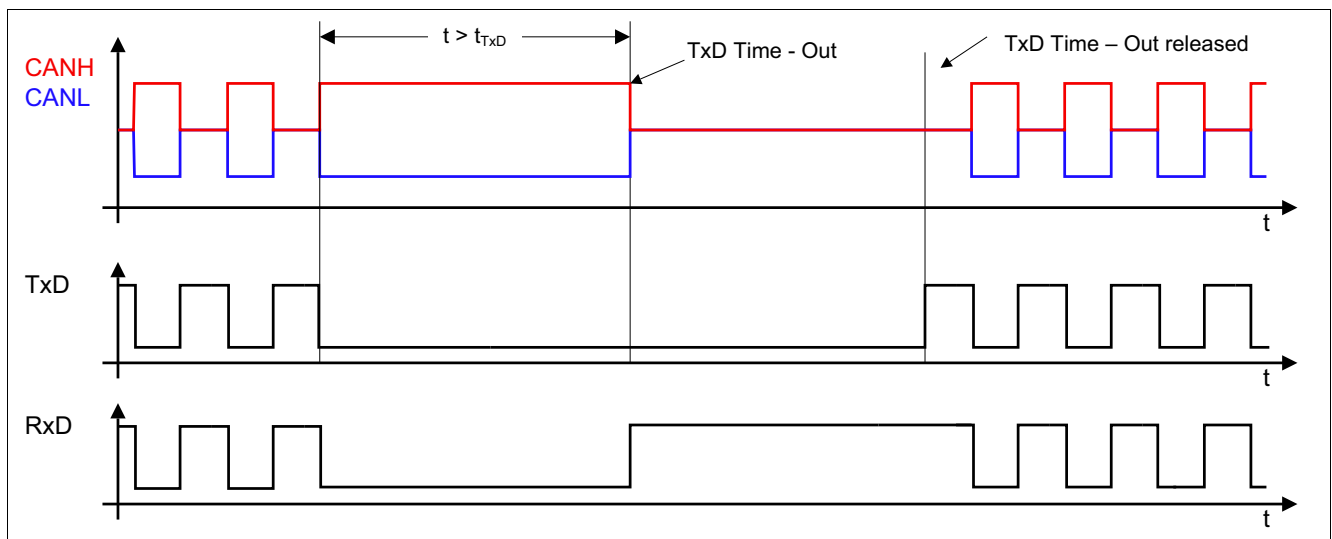 t > tTxD
TxD Time - Out
TxD Time – Out released
CANH
CANL
t
TxD
t
RxD
t